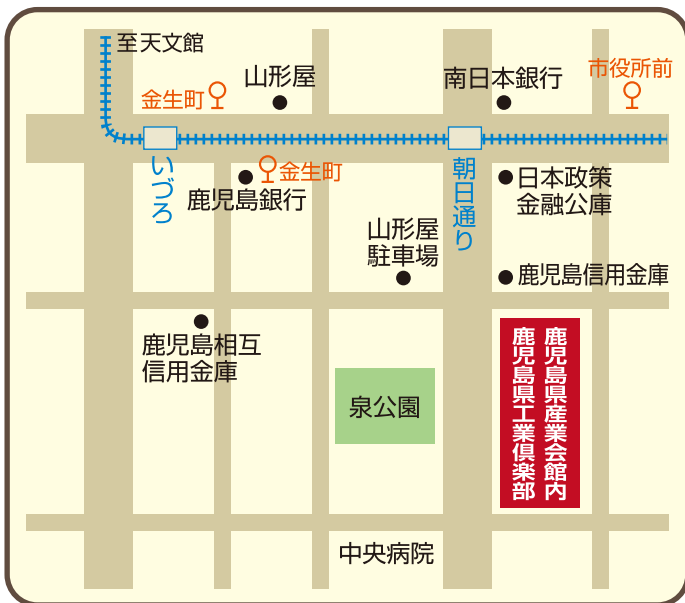 至天文館
金生町
山形屋
南日本銀行
市役所前
いづろ
鹿児島銀行
金生町
朝日通り
日本政策
金融公庫
山形屋
駐車場
鹿児島信用金庫
鹿児島相互
信用金庫
泉公園
鹿児島県産業会館内
鹿児島県工業倶楽部
中央病院